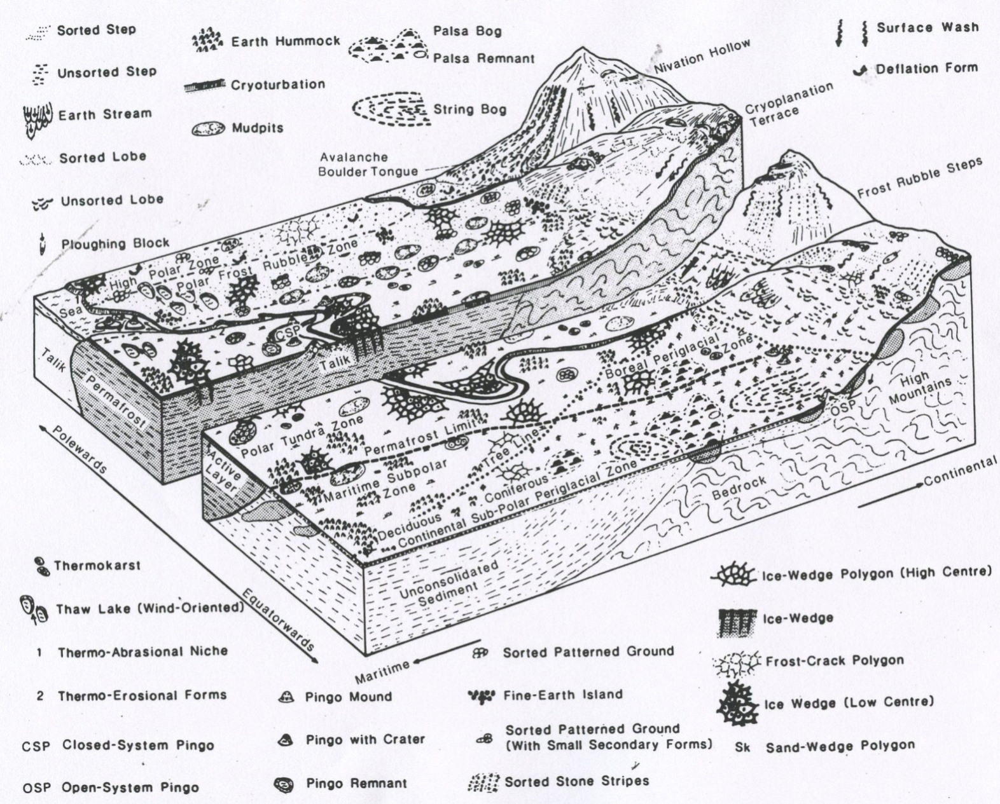 Sorted Step
Unsorted Step
Earth Stream
Sorted Lobe
Unsorted Lobe
Ploughing Block
Earth Hummock
Cryoturbation
Mudpits
Palsa Bog
Palsa Remnant
String Bog
Surface Wash
Deflation Form
Nivation Hollow
Cryoplanation
Terrace
Avalanche
Boulder Tongue
Frost Rubble Steps
High Polar Zone
Polar Frost Rubble Zone
1
Sea
2
CSP
Talik
Talik
Permafrost
Boreal Periglacial
Zone
High
Mountains
OSP
Polar Tundra Zone
Permafrost Limit
Tree Line
Active
Layer
Maritime Subpolar
Zone
Coniferous
Deciduous
Continental Sub-Polar Periglacial Zone
Bedrock
Continental
Unconsolidated
Sediment
Polewards
Equatorwards
Maritime
Thermokarst
Thaw Lake (Wind-Oriented)
1 Thermo-Abrasional Niche
2 Thermo-Erosional Forms
CSP Closed-System Pingo
OSP Open-System Pingo
Pingo Mound
Pingo with Crater
Pingo Remnant
Sorted Patterned Ground
Fine-Earth Island
Sorted Patterned Ground
(With Small Secondary Forms)
Sorted Stone Stripes
Ice-Wedge Polygon (High Centre)
Ice-Wedge
Frost-Crack Polygon
Ice Wedge (Low Centre)
Sk Sand-Wedge Polygon